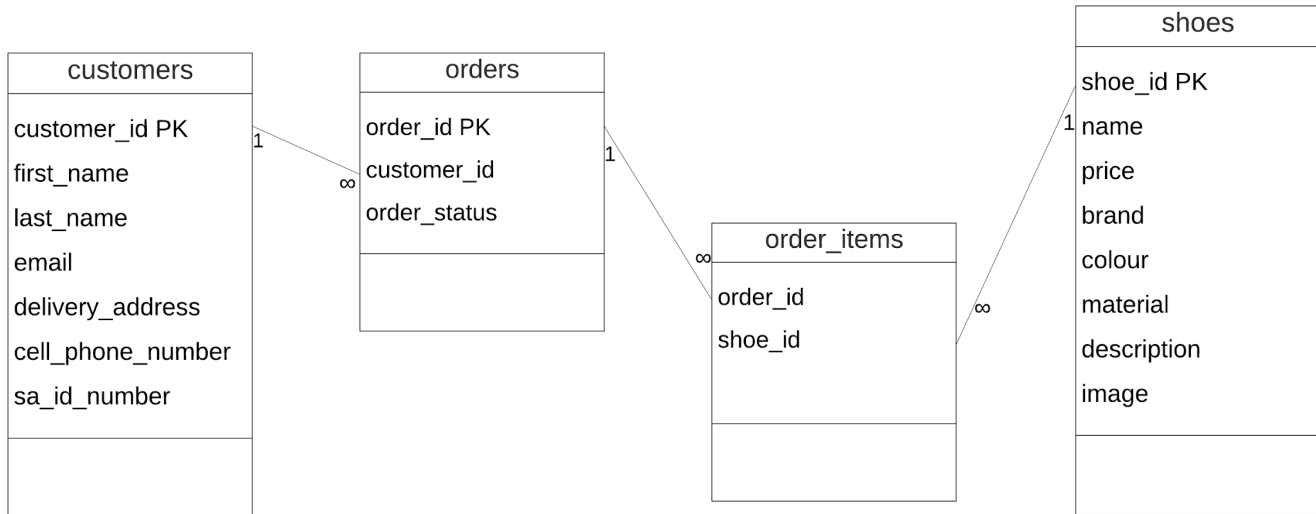 customers
customer_id PK
first_name
last_name
email
delivery_address
cell_phone_number
sa_id_number
1
∞
orders
order_id PK
customer_id
order_status
1
∞
order_items
order_id
shoe_id
∞
1
shoes
shoe_id PK
name
price
brand
colour
material
description
image